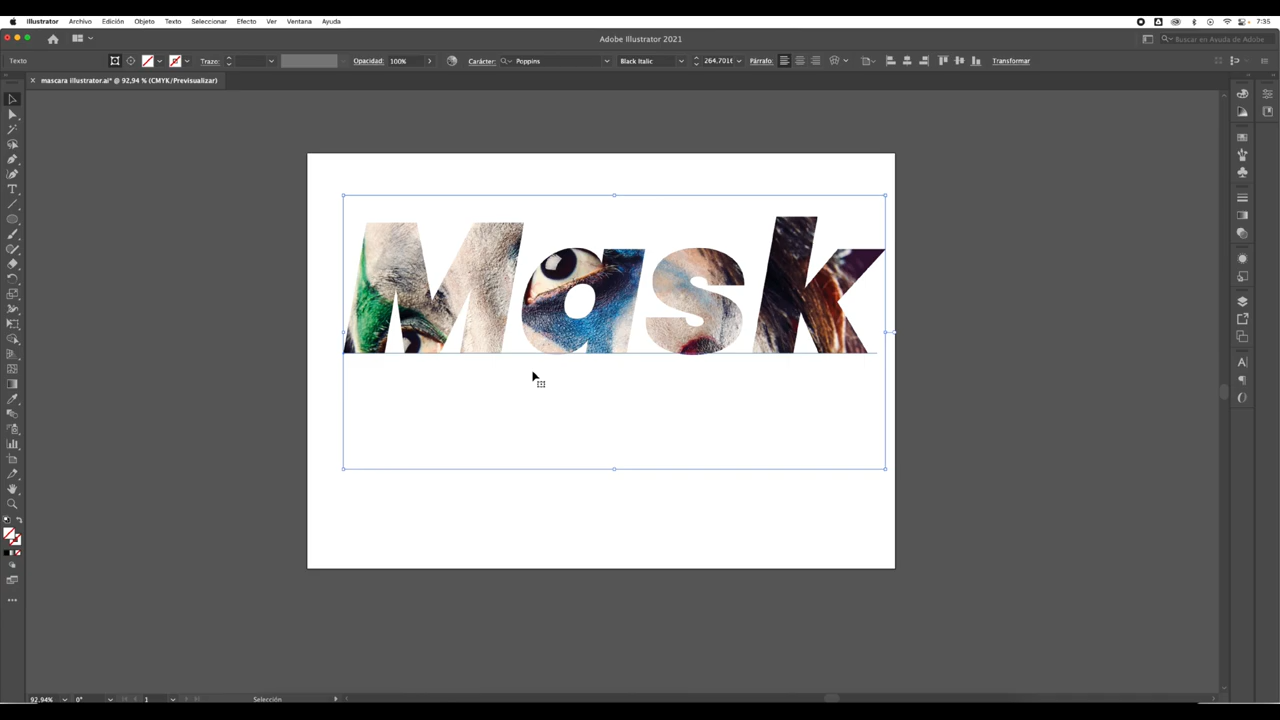 Illustrator Archivo Edición Objeto Texto Seleccionar Efecto Ver Ventana Ayuda 7:35
Adobe Illustrator 2021 Buscar en Ayuda de Adobe
Texto Trazo: Opacidad: 100% Carácter: Poppins Black Italic 264.701 Párrafo: Transformar
mascara illustrator.ai* @ 92,94 % (CMYK/Previsualizar)
Mask
92,94% 0° 1 Selección